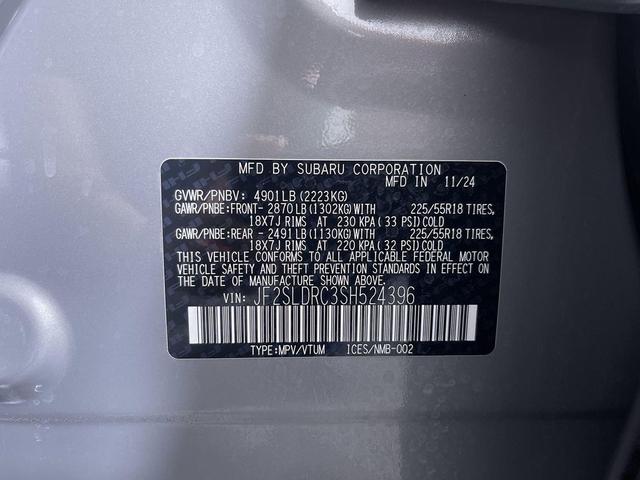 MFD BY SUBARU CORPORATION
MFD IN 11/24
GVWR/PNBV: 4901LB(2223KG)
GAWR/PNBE:FRONT- 2870LB(1302KG)WITH 225/55R18 TIRES,
18X7J RIMS AT 230 KPA(33 PSI)COLD
GAWR/PNBE:REAR - 2491LB(1130KG)WITH 225/55R18 TIRES,
18X7J RIMS AT 220 KPA(32 PSI)COLD
THIS VEHICLE CONFORMS TO ALL APPLICABLE FEDERAL MOTOR
VEHICLE SAFETY AND THEFT PREVENTION STANDARDS IN EFFECT ON
THE DATE OF MANUFACTURE SHOWN ABOVE.
VIN: JF2SLDRC3SH524396
TYPE:MPV/VTUM ICES/NMB-002